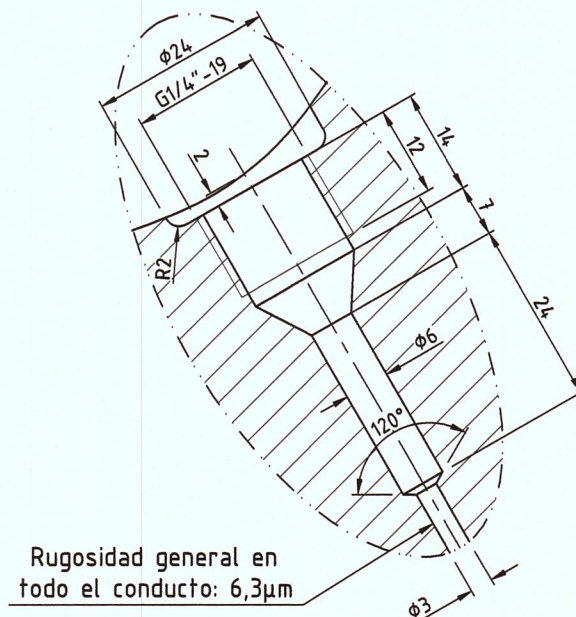 Φ24
G1/4"-19
2
14
12
7
R2
24
Φ6
120°
Rugosidad general en
todo el conducto: 6,3μm
Φ3